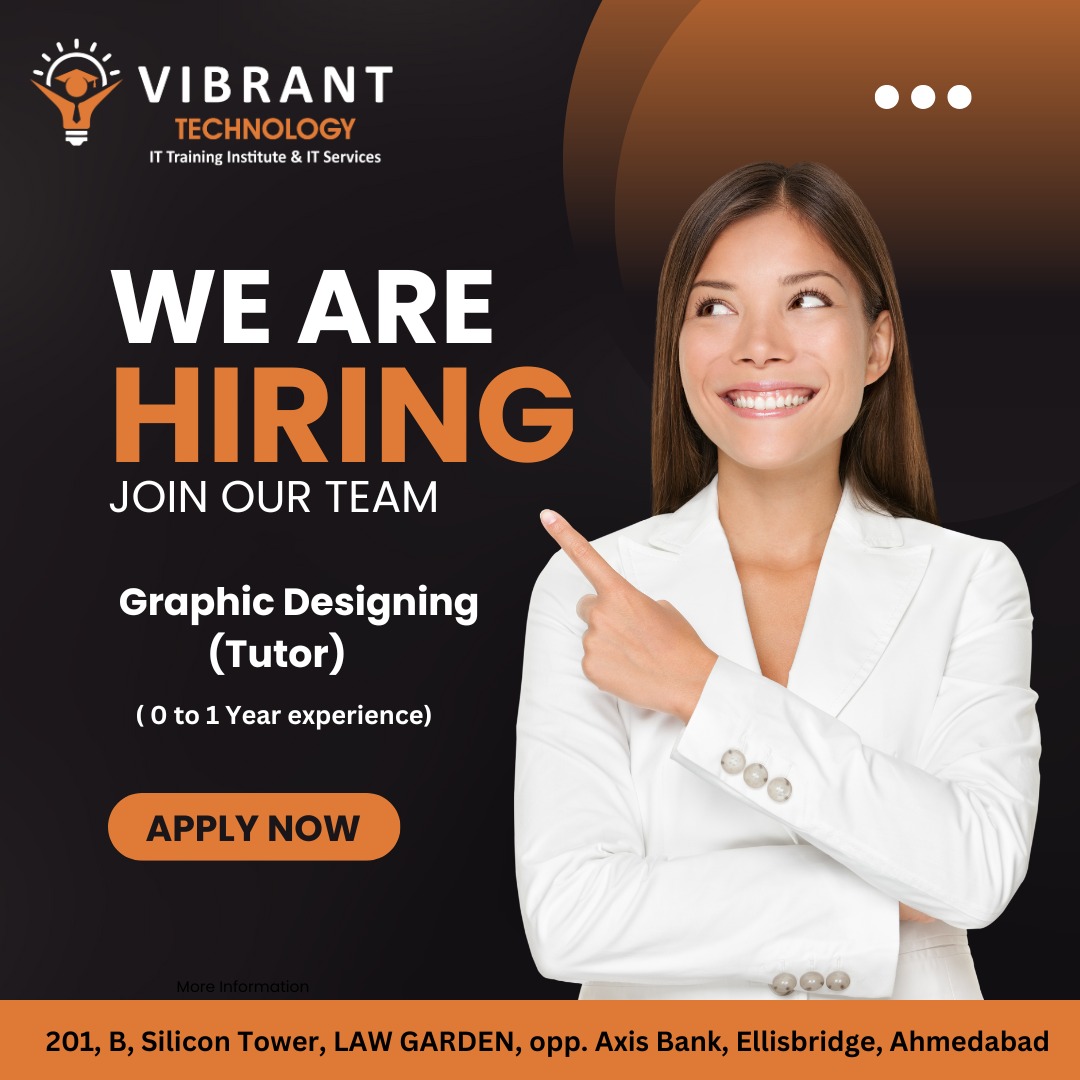 VIBRANT
TECHNOLOGY
IT Training Institute & IT Services
WE ARE
HIRING
JOIN OUR TEAM
Graphic Designing
(Tutor)
( 0 to 1 Year experience)
APPLY NOW
More Information
201, B, Silicon Tower, LAW GARDEN, opp. Axis Bank, Ellisbridge, Ahmedabad